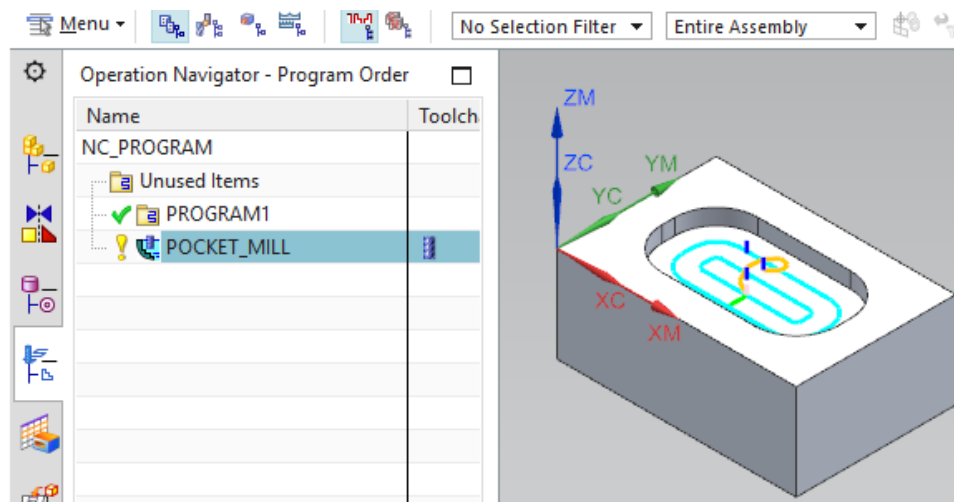 Menu
No Selection Filter
Entire Assembly
Operation Navigator - Program Order
Name
Toolch
NC_PROGRAM
Unused Items
PROGRAM1
POCKET_MILL
ZM
ZC
YM
YC
XC
XM